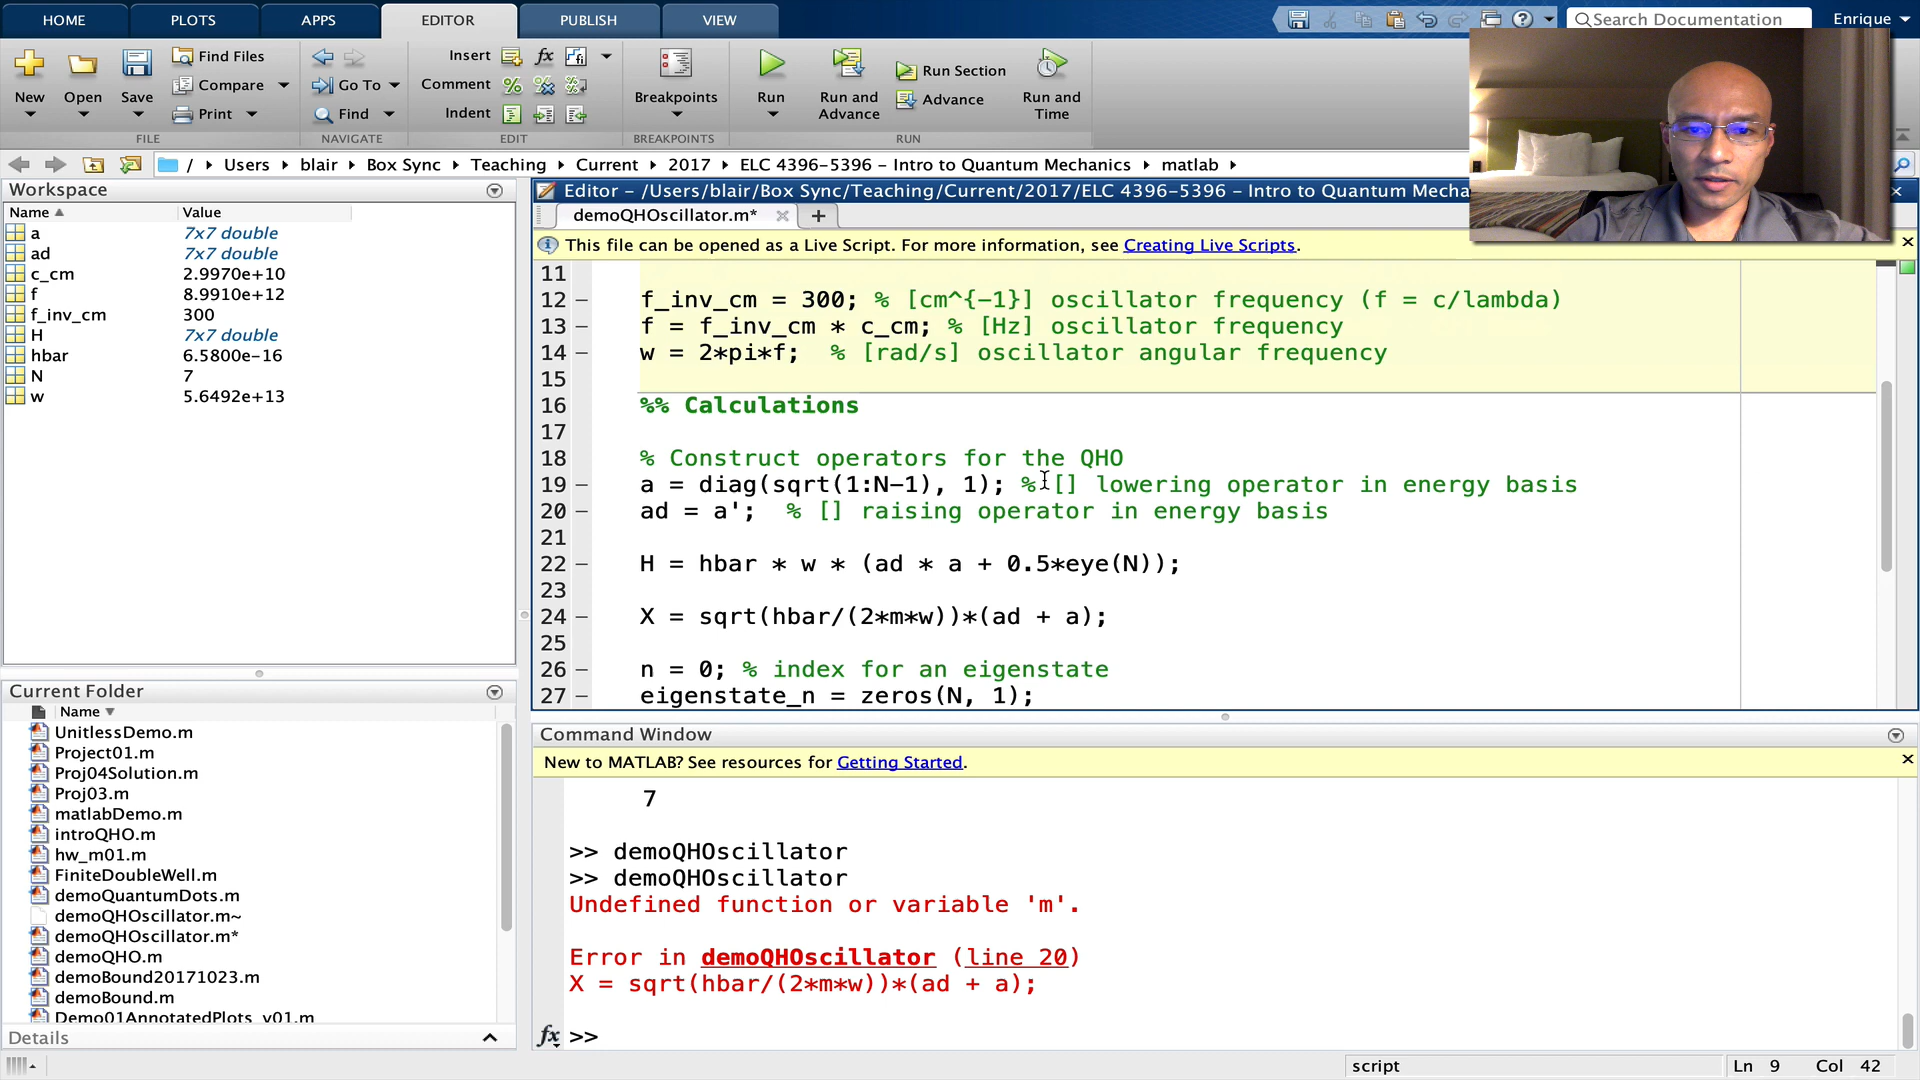 HOME PLOTS APPS EDITOR PUBLISH VIEW
Search Documentation Enrique
New Open Save
Find Files
Compare
Print
FILE
Go To
Find
NAVIGATE
Insert fx
Comment
Indent
EDIT
Breakpoints
BREAKPOINTS
Run
Run and Advance
Run Section
Advance
Run and Time
RUN
/ Users blair Box Sync Teaching Current 2017 ELC 4396-5396 - Intro to Quantum Mechanics matlab
Workspace
Name Value
a 7x7 double
ad 7x7 double
c_cm 2.9970e+10
f 8.9910e+12
f_inv_cm 300
H 7x7 double
hbar 6.5800e-16
N 7
w 5.6492e+13
Current Folder
Name
UnitlessDemo.m
Project01.m
Proj04Solution.m
Proj03.m
matlabDemo.m
introQHO.m
hw_m01.m
FiniteDoubleWell.m
demoQuantumDots.m
demoQHOscillator.m~
demoQHOscillator.m*
demoQHO.m
demoBound20171023.m
demoBound.m
Demo01AnnotatedPlots_v01.m
Details
Editor - /Users/blair/Box Sync/Teaching/Current/2017/ELC 4396-5396 - Intro to Quantum Mecha
demoQHOscillator.m*
This file can be opened as a Live Script. For more information, see Creating Live Scripts.
11
12 - f_inv_cm = 300; % [cm^{-1}] oscillator frequency (f = c/lambda)
13 - f = f_inv_cm * c_cm; % [Hz] oscillator frequency
14 - w = 2*pi*f; % [rad/s] oscillator angular frequency
15
16 %% Calculations
17
18 % Construct operators for the QHO
19 - a = diag(sqrt(1:N-1), 1); % [] lowering operator in energy basis
20 - ad = a'; % [] raising operator in energy basis
21
22 - H = hbar * w * (ad * a + 0.5*eye(N));
23
24 - X = sqrt(hbar/(2*m*w))*(ad + a);
25
26 - n = 0; % index for an eigenstate
27 - eigenstate_n = zeros(N, 1);
Command Window
New to MATLAB? See resources for Getting Started.
7
>> demoQHOscillator
>> demoQHOscillator
Undefined function or variable 'm'.
Error in demoQHOscillator (line 20)
X = sqrt(hbar/(2*m*w))*(ad + a);
fx >>
script Ln 9 Col 42